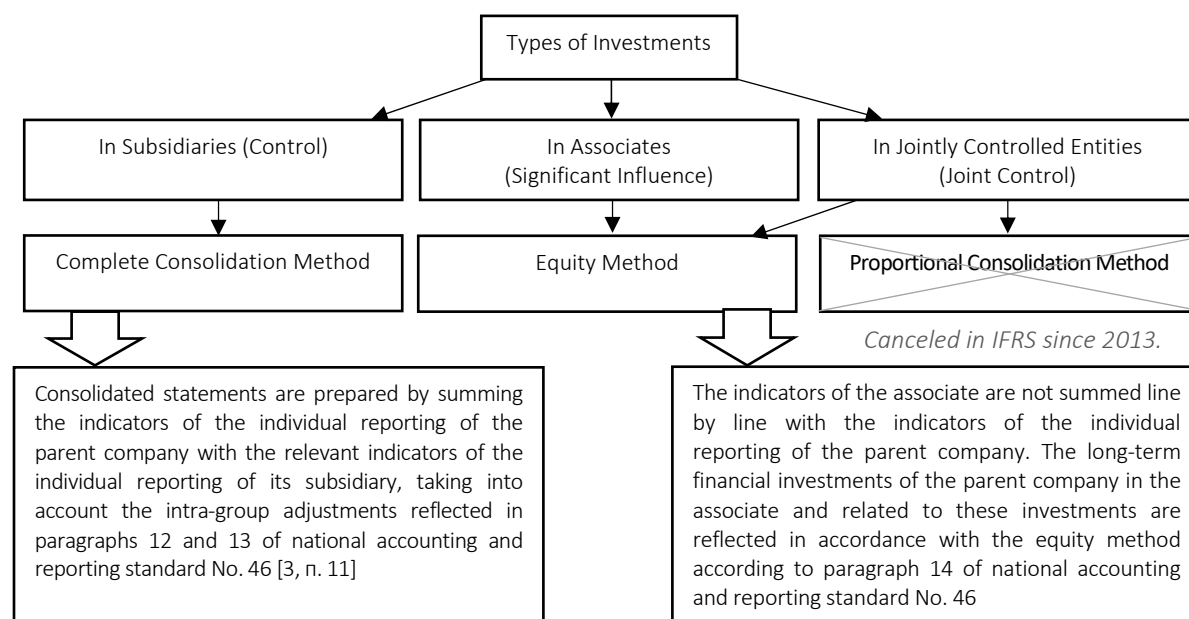 Types of Investments
In Subsidiaries (Control)
In Associates
(Significant Influence)
In Jointly Controlled Entities
(Joint Control)
Complete Consolidation Method
Equity Method
Proportional Consolidation Method
Canceled in IFRS since 2013.
Consolidated statements are prepared by summing
the indicators of the individual reporting of the
parent company with the relevant indicators of the
individual reporting of its subsidiary, taking into
account the intra-group adjustments reflected in
paragraphs 12 and 13 of national accounting and
reporting standard No. 46 [3, п. 11]
The indicators of the associate are not summed line
by line with the indicators of the individual
reporting of the parent company. The long-term
financial investments of the parent company in the
associate and related to these investments are
reflected in accordance with the equity method
according to paragraph 14 of national accounting
and reporting standard No. 46